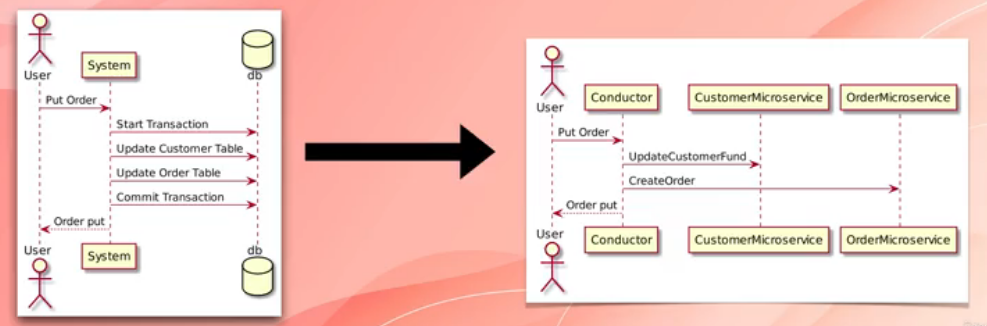 User
System
db
Put Order
Start Transaction
Update Customer Table
Update Order Table
Commit Transaction
Order put
User
System
db
User
Conductor
CustomerMicroservice
OrderMicroservice
Put Order
UpdateCustomerFund
CreateOrder
Order put
User
Conductor
CustomerMicroservice
OrderMicroservice